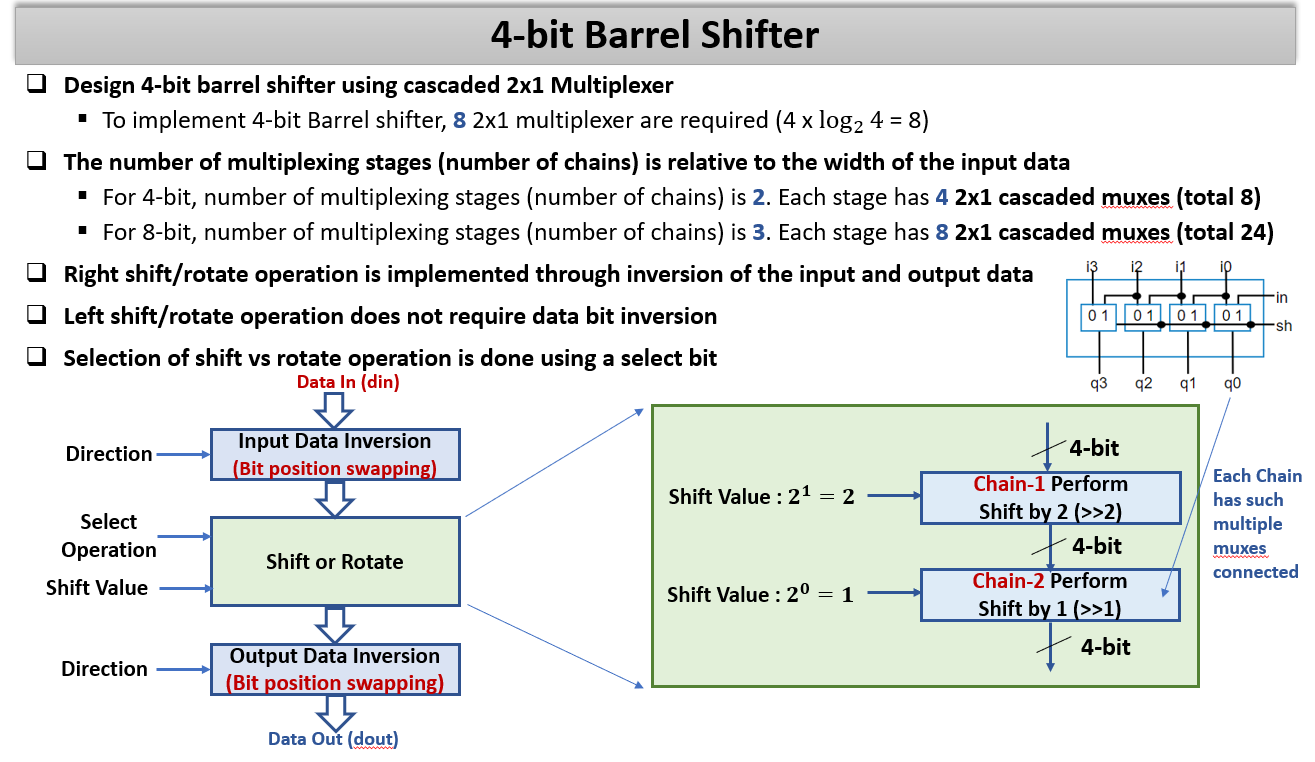 4-bit Barrel Shifter
❑ Design 4-bit barrel shifter using cascaded 2x1 Multiplexer
▪ To implement 4-bit Barrel shifter, 8 2x1 multiplexer are required (4 x log₂ 4 = 8)
❑ The number of multiplexing stages (number of chains) is relative to the width of the input data
▪ For 4-bit, number of multiplexing stages (number of chains) is 2. Each stage has 4 2x1 cascaded muxes (total 8)
▪ For 8-bit, number of multiplexing stages (number of chains) is 3. Each stage has 8 2x1 cascaded muxes (total 24)
❑ Right shift/rotate operation is implemented through inversion of the input and output data
❑ Left shift/rotate operation does not require data bit inversion
❑ Selection of shift vs rotate operation is done using a select bit
i3 i2 i1 i0
in
0 1 0 1 0 1 0 1
sh
q3 q2 q1 q0
Data In (din)
Direction
Input Data Inversion
(Bit position swapping)
Select
Operation
Shift Value
Shift or Rotate
Direction
Output Data Inversion
(Bit position swapping)
Data Out (dout)
4-bit
Shift Value : 2¹ = 2
Chain-1 Perform
Shift by 2 (>>2)
4-bit
Shift Value : 2⁰ = 1
Chain-2 Perform
Shift by 1 (>>1)
4-bit
Each Chain
has such
multiple
muxes
connected